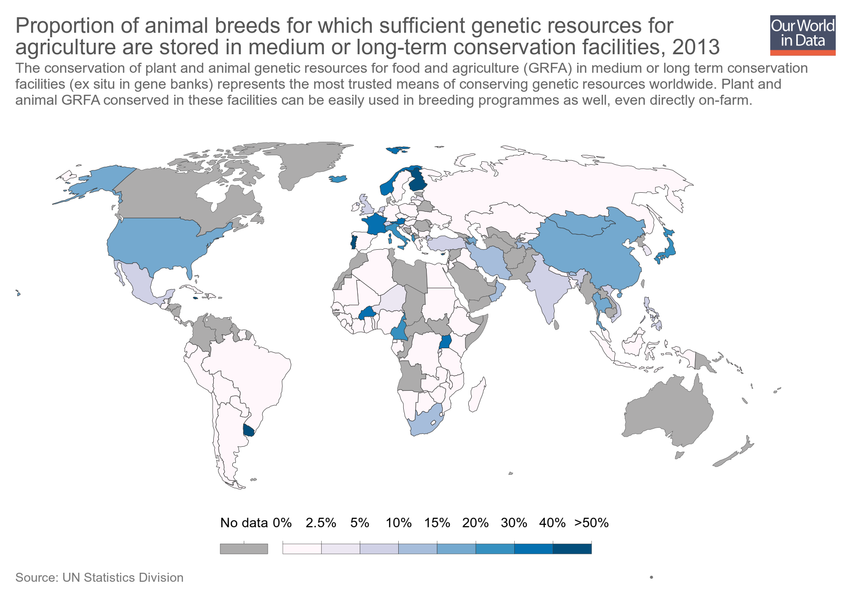 Proportion of animal breeds for which sufficient genetic resources for
agriculture are stored in medium or long-term conservation facilities, 2013
Our World
in Data
The conservation of plant and animal genetic resources for food and agriculture (GRFA) in medium or long term conservation
facilities (ex situ in gene banks) represents the most trusted means of conserving genetic resources worldwide. Plant and
animal GRFA conserved in these facilities can be easily used in breeding programmes as well, even directly on-farm.
No data 0% 2.5% 5% 10% 15% 20% 30% 40% >50%
Source: UN Statistics Division